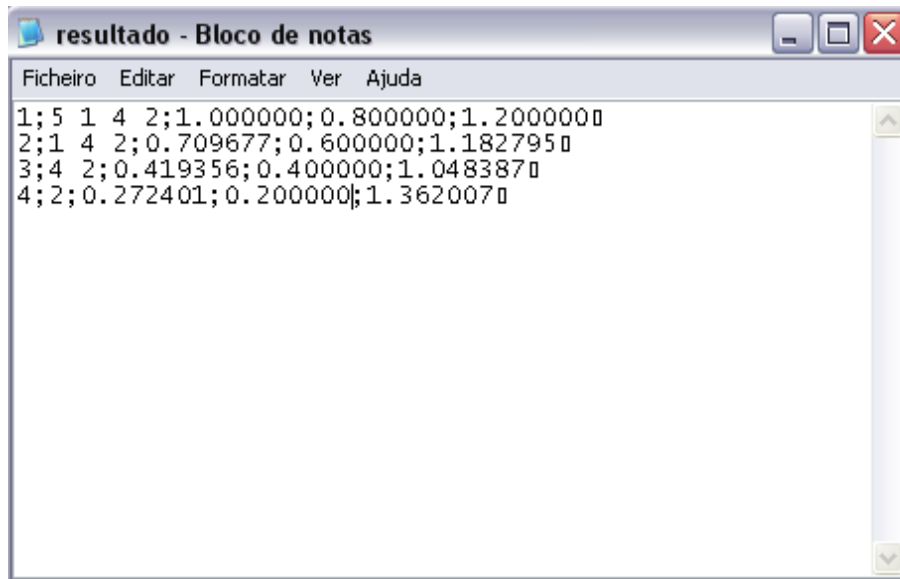 resultado - Bloco de notas
Ficheiro Editar Formatar Ver Ajuda
1;5 1 4 2;1.000000;0.800000;1.200000▯
2;1 4 2;0.709677;0.600000;1.182795▯
3;4 2;0.419356;0.400000;1.048387▯
4;2;0.272401;0.200000;1.362007▯